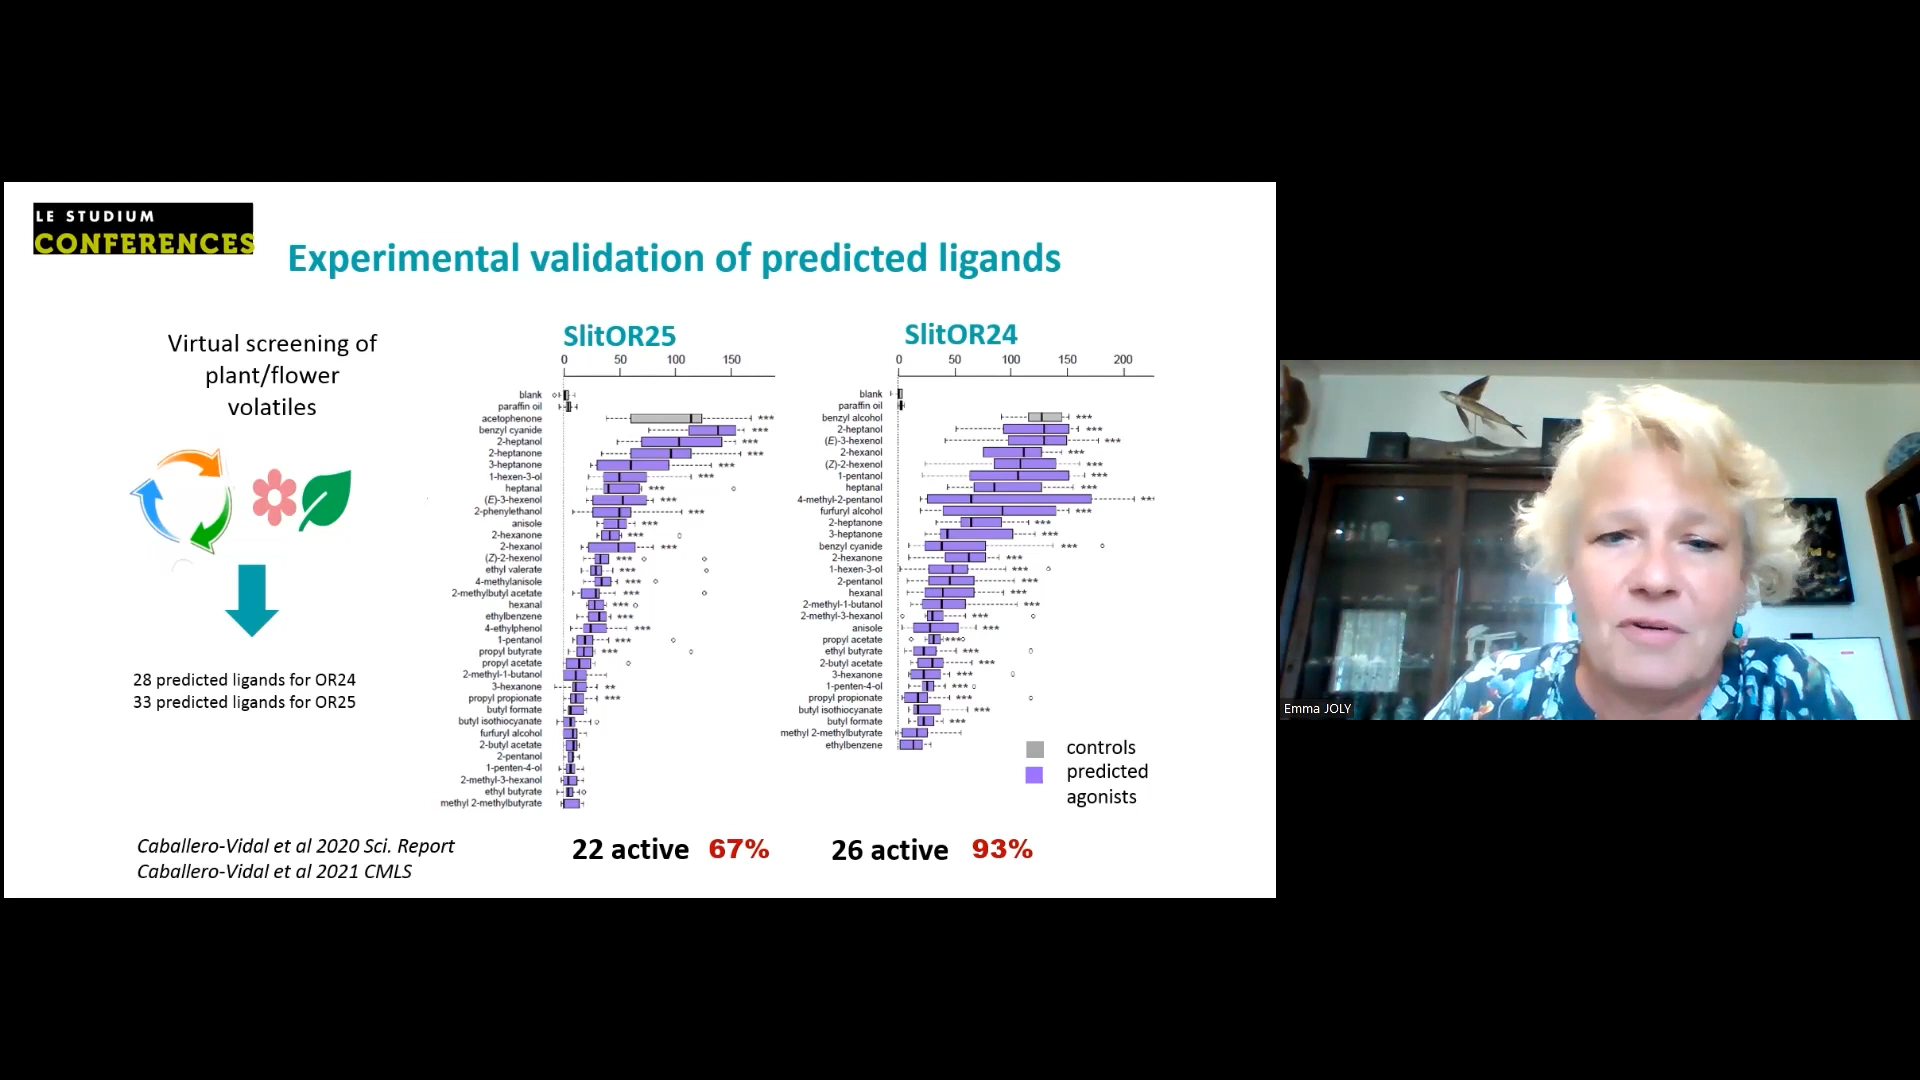 LE STUDIUM
CONFERENCES
Experimental validation of predicted ligands
Virtual screening of
plant/flower
volatiles
28 predicted ligands for OR24
33 predicted ligands for OR25
SlitOR25
0 50 100 150
blank
paraffin oil
acetophenone ***
benzyl cyanide ***
2-heptanol ***
2-heptanone ***
3-heptanone ***
1-hexen-3-ol ***
heptanal ***
(E)-3-hexenol ***
2-phenylethanol ***
anisole ***
2-hexanone ***
2-hexanol ***
(Z)-2-hexenol ***
ethyl valerate ***
4-methylanisole ***
2-methylbutyl acetate ***
hexanal ***
ethylbenzene ***
4-ethylphenol ***
1-pentanol ***
propyl butyrate ***
propyl acetate
2-methyl-1-butanol
3-hexanone **
propyl propionate ***
butyl formate
butyl isothiocyanate
furfuryl alcohol
2-butyl acetate
2-pentanol
1-penten-4-ol
2-methyl-3-hexanol
ethyl butyrate
methyl 2-methylbutyrate
SlitOR24
0 50 100 150 200
blank
paraffin oil
benzyl alcohol ***
2-heptanol ***
(E)-3-hexenol ***
2-hexanol ***
(Z)-2-hexenol ***
1-pentanol ***
heptanal ***
4-methyl-2-pentanol
furfuryl alcohol ***
2-heptanone ***
3-heptanone ***
benzyl cyanide ***
2-hexanone ***
1-hexen-3-ol ***
2-pentanol ***
hexanal ***
2-methyl-1-butanol ***
2-methyl-3-hexanol ***
anisole ***
propyl acetate ***
ethyl butyrate ***
2-butyl acetate ***
3-hexanone ***
1-penten-4-ol ***
propyl propionate ***
butyl isothiocyanate ***
butyl formate ***
methyl 2-methylbutyrate
ethylbenzene
controls
predicted
agonists
22 active 67%
26 active 93%
Caballero-Vidal et al 2020 Sci. Report
Caballero-Vidal et al 2021 CMLS
Emma JOLY